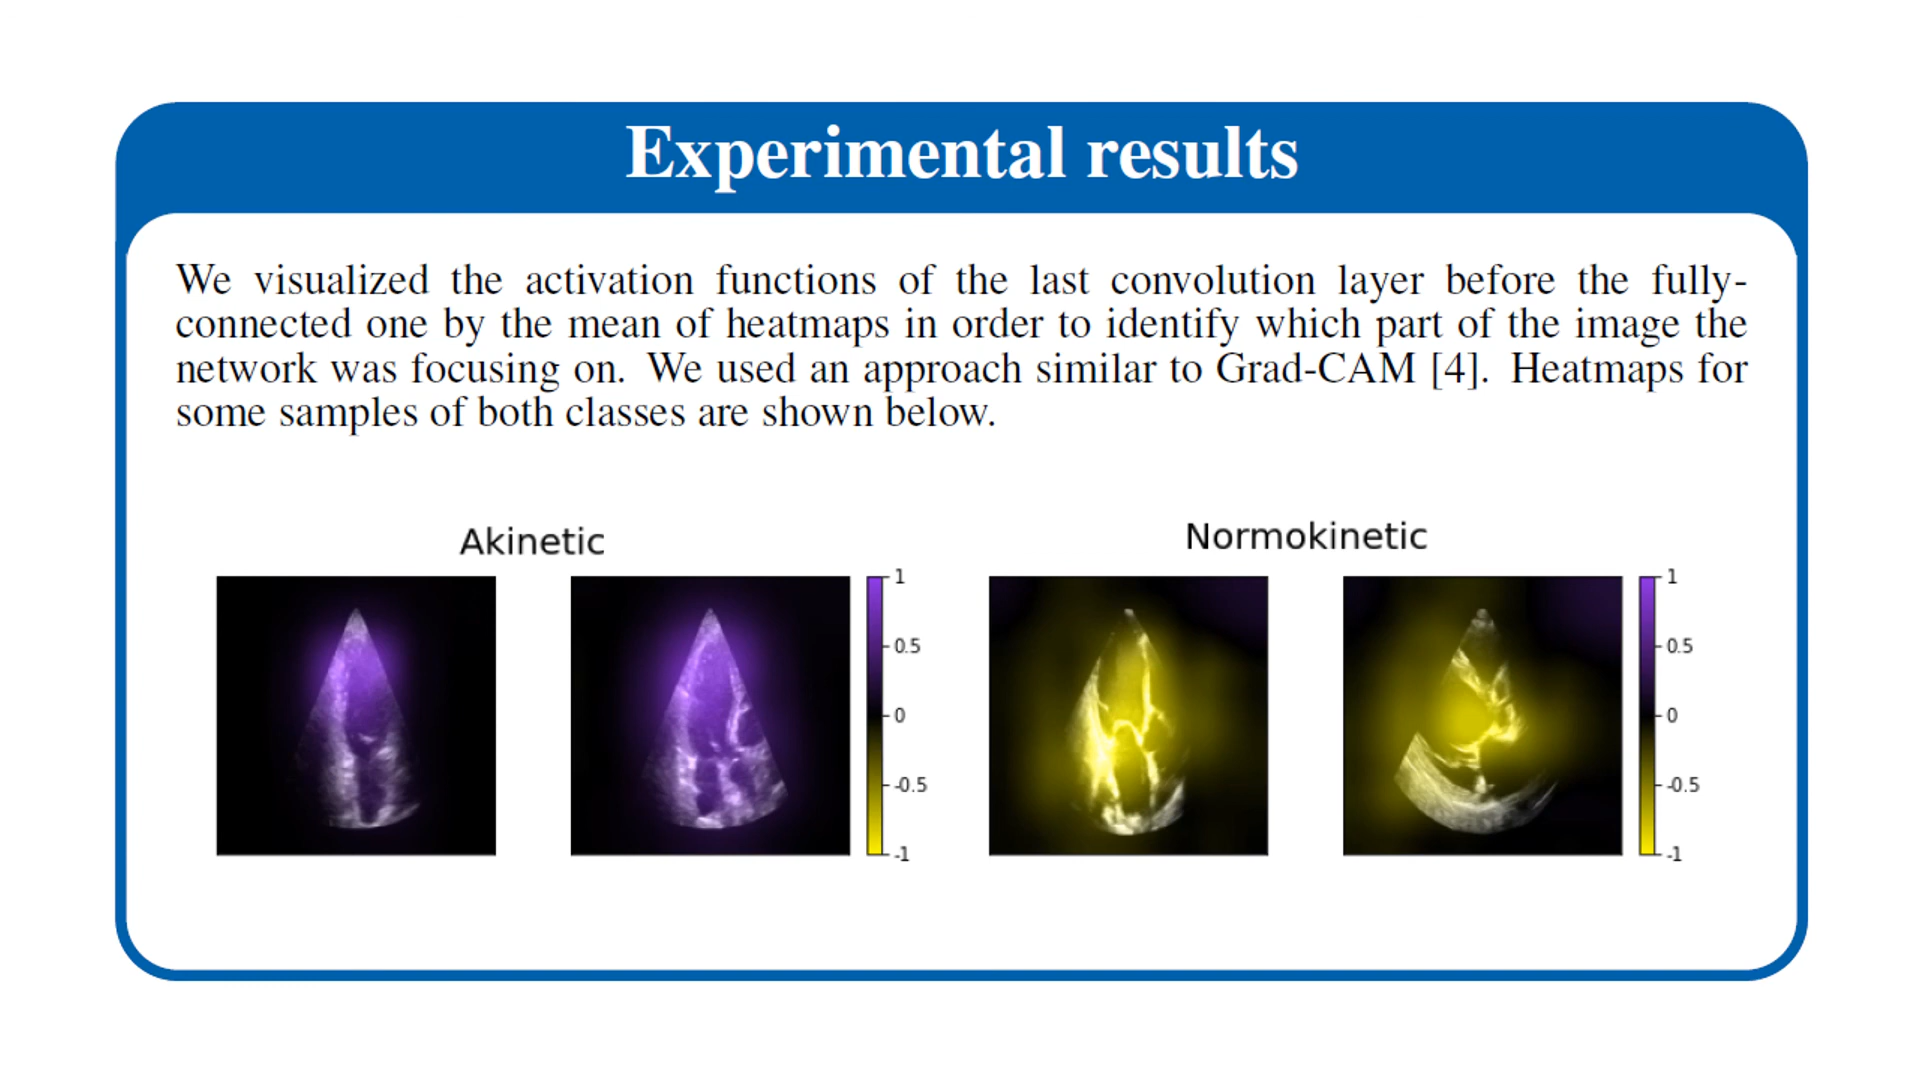 Experimental results
We visualized the activation functions of the last convolution layer before the fully-
connected one by the mean of heatmaps in order to identify which part of the image the
network was focusing on. We used an approach similar to Grad-CAM [4]. Heatmaps for
some samples of both classes are shown below.
Akinetic
1
0.5
0
-0.5
-1
Normokinetic
1
0.5
0
-0.5
-1